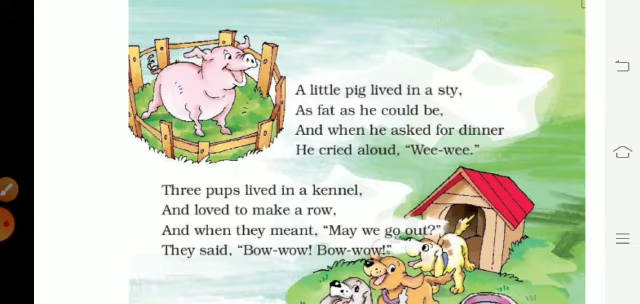 A little pig lived in a sty,
As fat as he could be,
And when he asked for dinner
He cried aloud, “Wee-wee.”
Three pups lived in a kennel,
And loved to make a row,
And when they meant, “May we go out?”
They said, “Bow-wow! Bow-wow!”